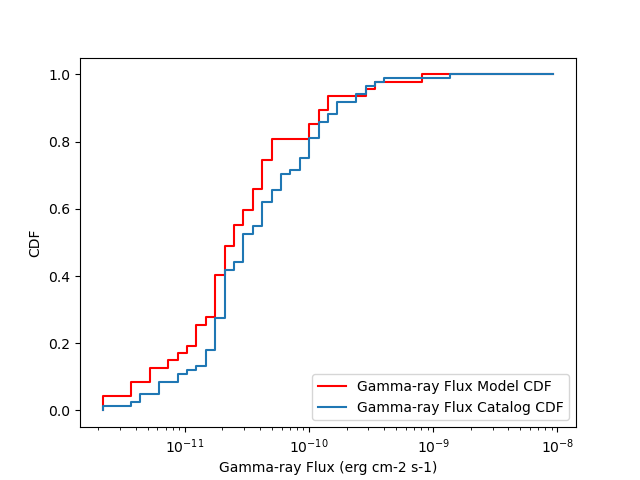 1.0
0.8
0.6
0.4
0.2
0.0
CDF
10⁻¹¹
10⁻¹⁰
10⁻⁹
10⁻⁸
Gamma-ray Flux (erg cm-2 s-1)
Gamma-ray Flux Model CDF
Gamma-ray Flux Catalog CDF